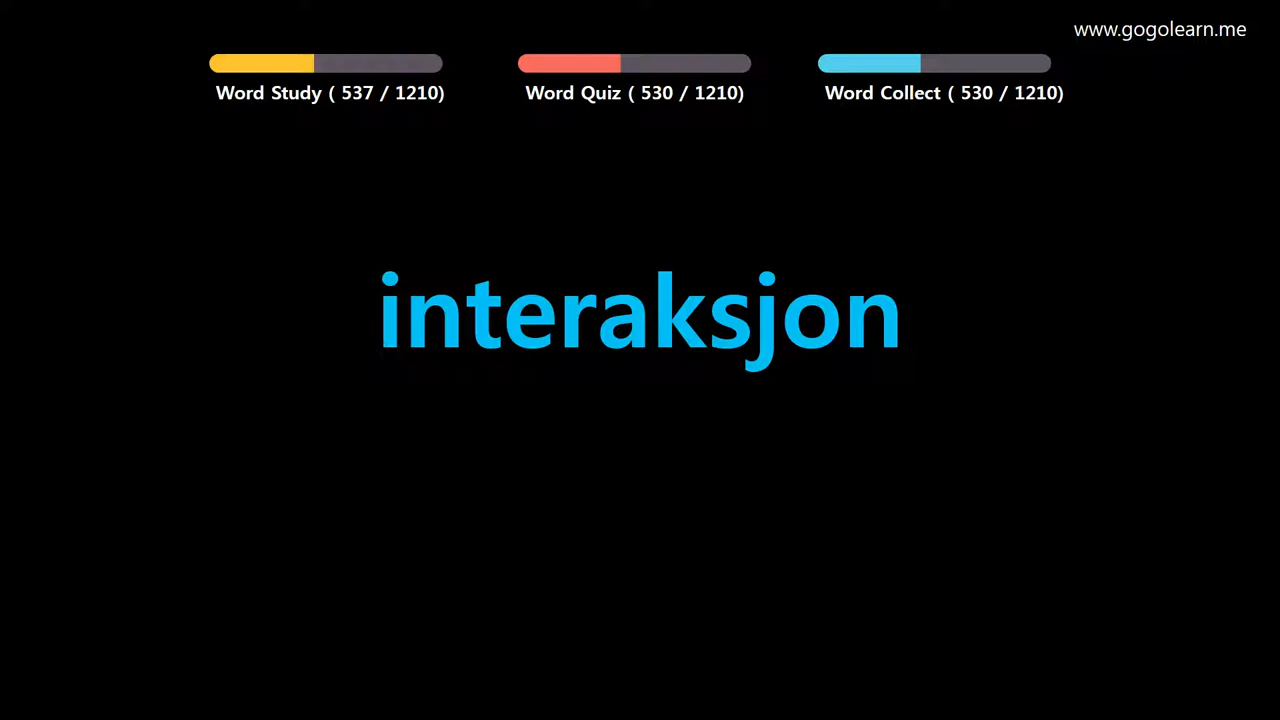 www.gogolearn.me
Word Study ( 537 / 1210)
Word Quiz ( 530 / 1210)
Word Collect ( 530 / 1210)
interaksjon